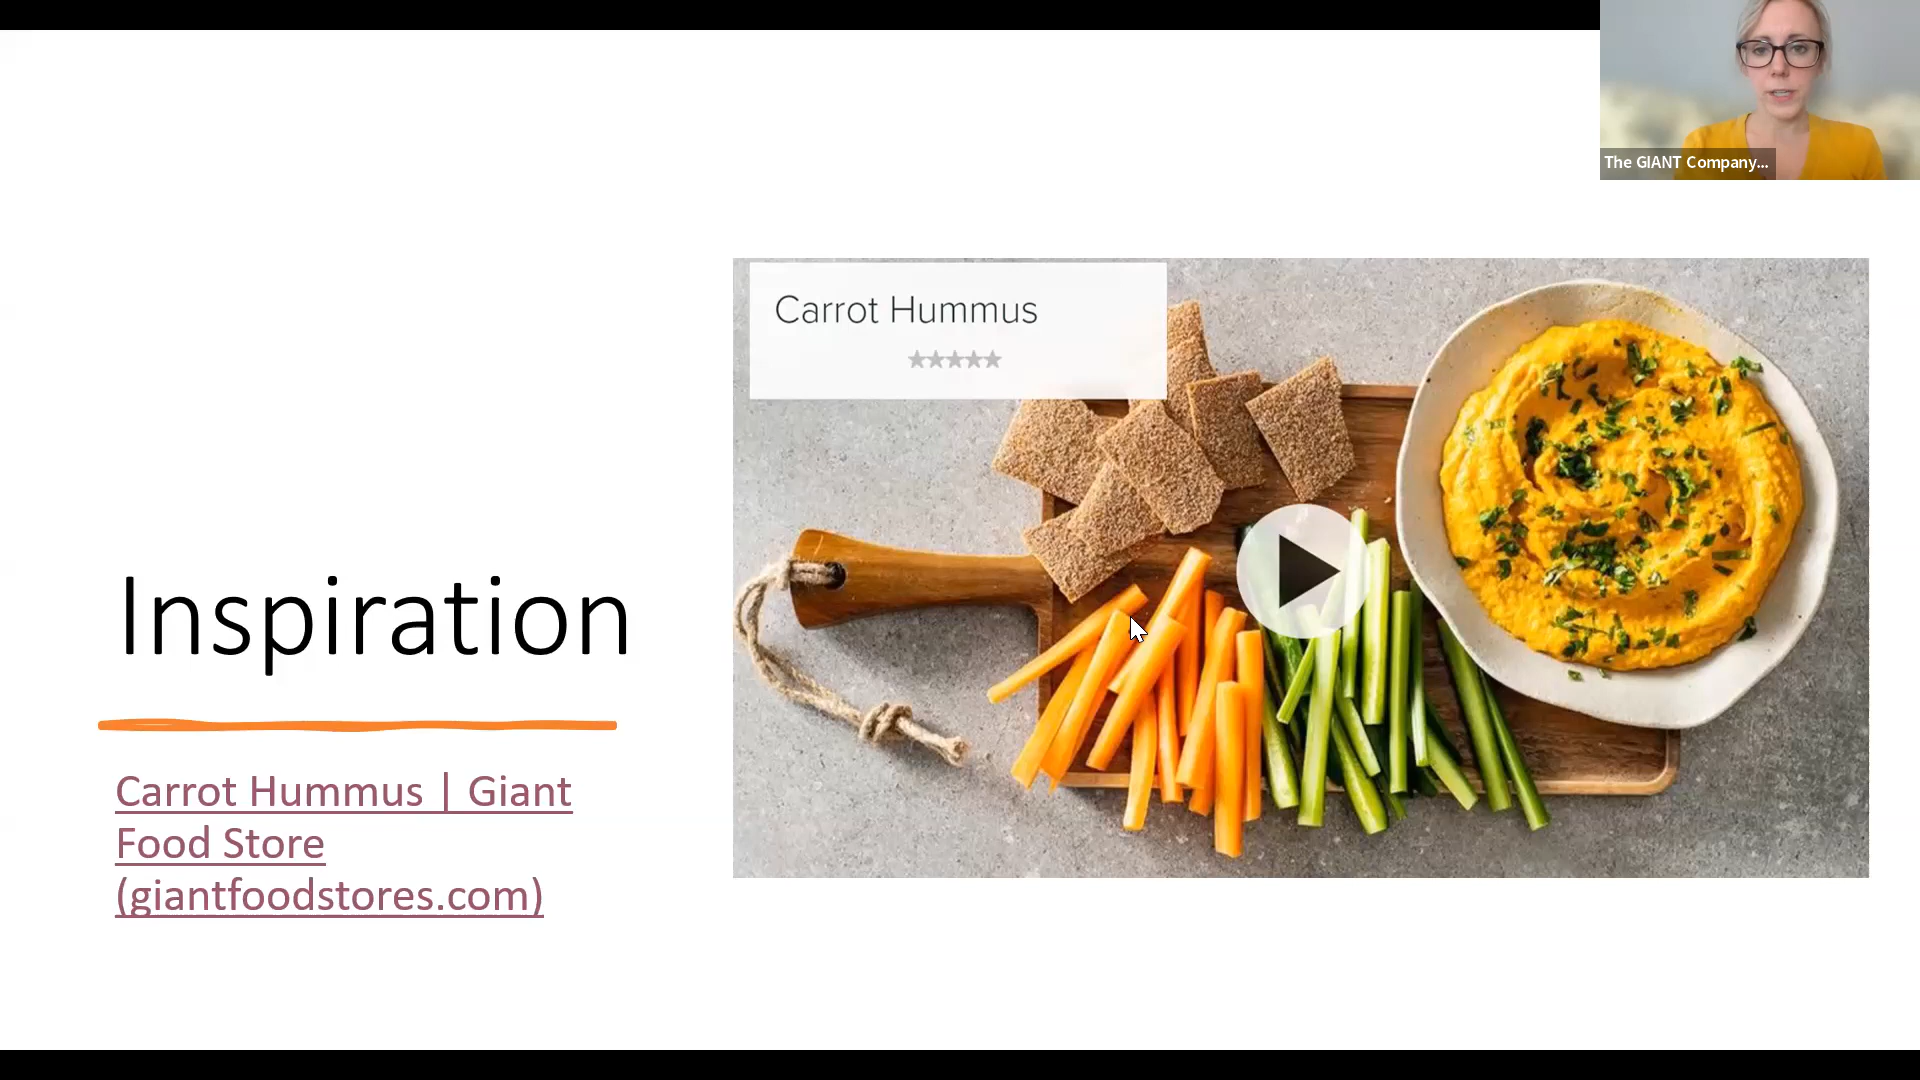 The GIANT Company...
Carrot Hummus
Inspiration
Carrot Hummus | Giant
Food Store
(giantfoodstores.com)